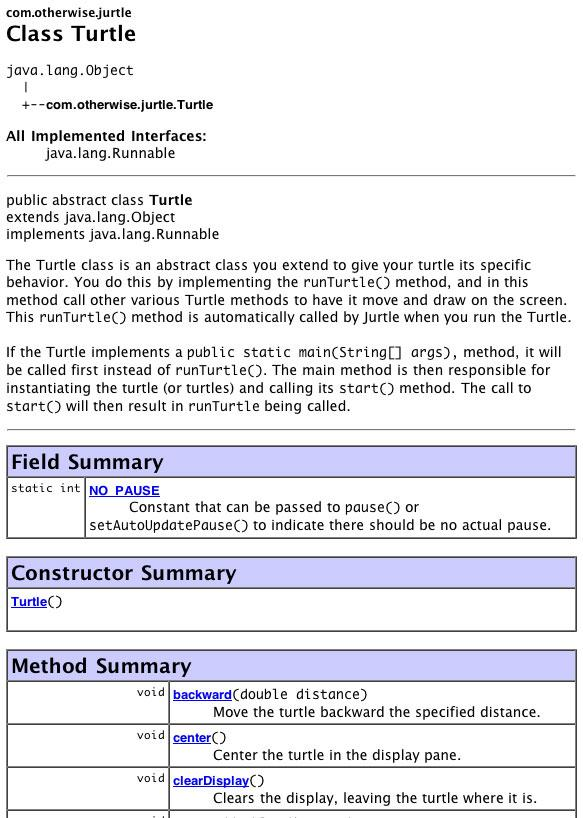 com.otherwise.jurtle
Class Turtle
java.lang.Object
|
+--com.otherwise.jurtle.Turtle
All Implemented Interfaces:
java.lang.Runnable
public abstract class Turtle
extends java.lang.Object
implements java.lang.Runnable
The Turtle class is an abstract class you extend to give your turtle its specific
behavior. You do this by implementing the runTurtle() method, and in this
method call other various Turtle methods to have it move and draw on the screen.
This runTurtle() method is automatically called by Jurtle when you run the Turtle.
If the Turtle implements a public static main(String[] args), method, it will
be called first instead of runTurtle(). The main method is then responsible for
instantiating the turtle (or turtles) and calling its start() method. The call to
start() will then result in runTurtle being called.
Field Summary
static int NO_PAUSE
Constant that can be passed to pause() or
setAutoUpdatePause() to indicate there should be no actual pause.
Constructor Summary
Turtle()
Method Summary
void backward(double distance)
Move the turtle backward the specified distance.
void center()
Center the turtle in the display pane.
void clearDisplay()
Clears the display, leaving the turtle where it is.